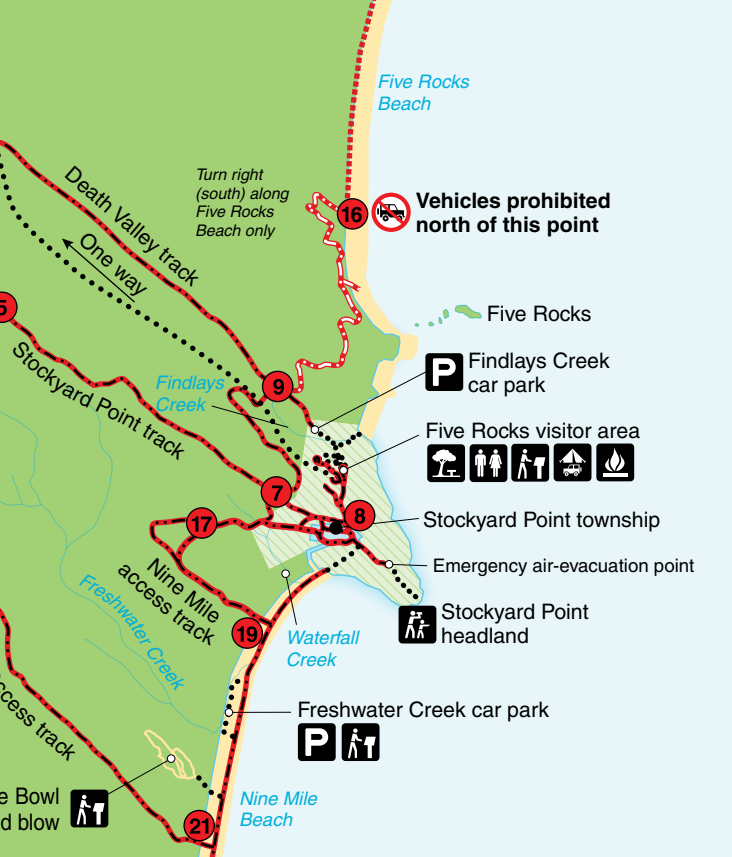 Five Rocks
Beach
Turn right
(south) along
Five Rocks
Beach only
16
Vehicles prohibited
north of this point
Death Valley track
One way
5
Five Rocks
Stockyard Point track
Findlays
Creek
9
P
Findlays Creek
car park
Five Rocks visitor area
7
8
17
Stockyard Point township
Emergency air-evacuation point
Nine Mile
access track
Freshwater Creek
19
Waterfall
Creek
Stockyard Point
headland
Freshwater Creek car park
P
ccess track
e Bowl
d blow
Nine Mile
Beach
21